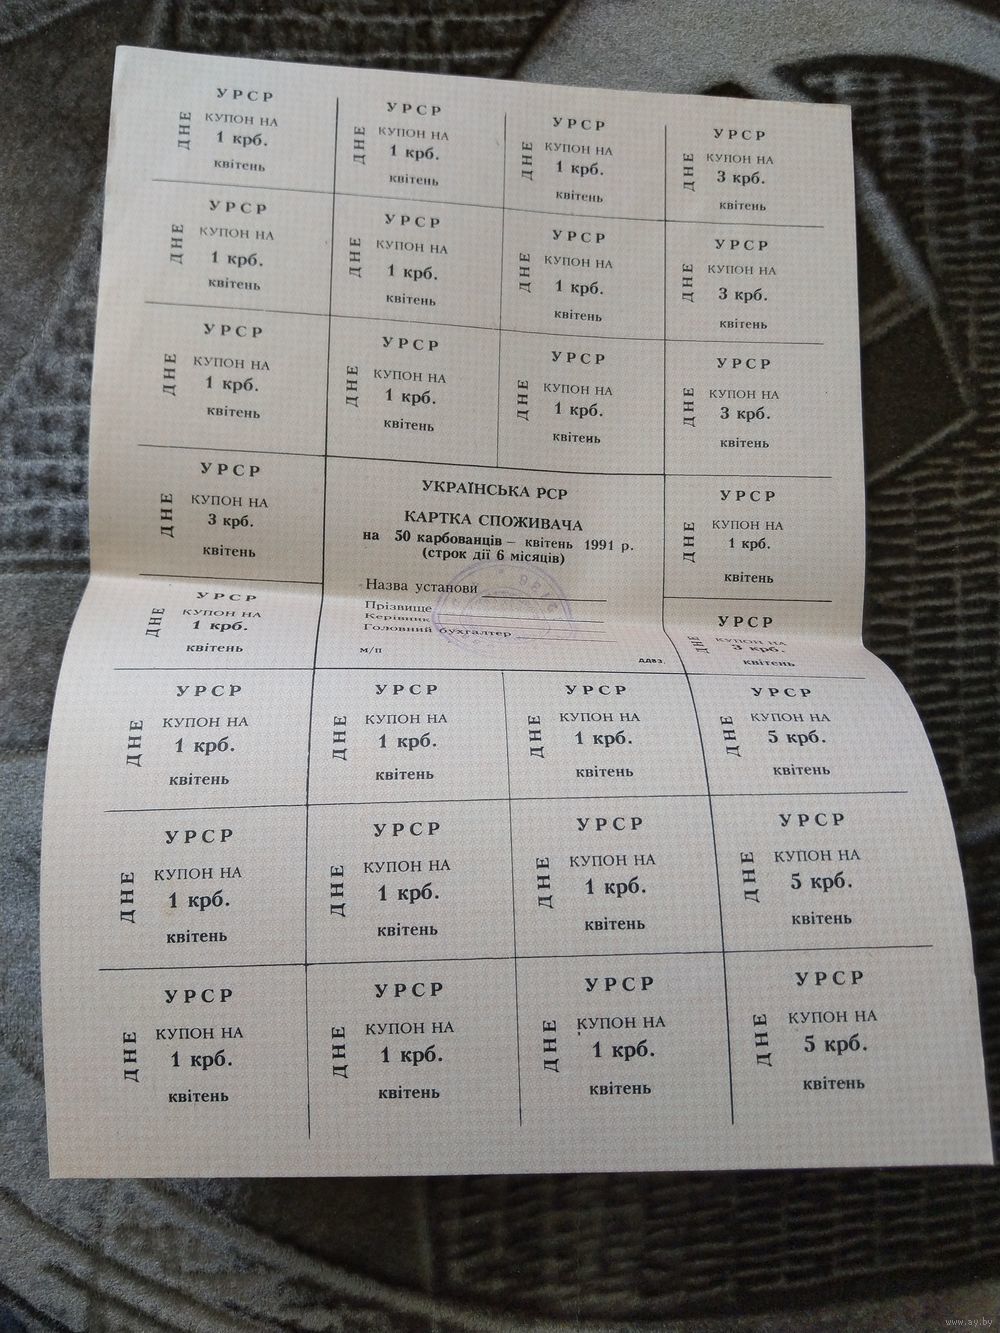 УРСР
ДНЕ
КУПОН НА
1 крб.
квітень
УРСР
ДНЕ
КУПОН НА
1 крб.
квітень
УРСР
ДНЕ
КУПОН НА
1 крб.
квітень
УРСР
ДНЕ
КУПОН НА
3 крб.
квітень
УРСР
ДНЕ
КУПОН НА
1 крб.
квітень
УРСР
ДНЕ
КУПОН НА
1 крб.
квітень
УРСР
ДНЕ
КУПОН НА
1 крб.
квітень
УРСР
ДНЕ
КУПОН НА
3 крб.
квітень
УРСР
ДНЕ
КУПОН НА
1 крб.
квітень
УРСР
ДНЕ
КУПОН НА
1 крб.
квітень
УРСР
ДНЕ
КУПОН НА
1 крб.
квітень
УРСР
ДНЕ
КУПОН НА
3 крб.
квітень
УРСР
ДНЕ
КУПОН НА
3 крб.
квітень
УКРАЇНСЬКА РСР
КАРТКА СПОЖИВАЧА
на 50 карбованців – квітень 1991 р.
(строк дії 6 місяців)
Назва установи
Прізвище
Керівник
Головний бухгалтер
м/п
ДДВЗ.
УРСР
ДНЕ
КУПОН НА
1 крб.
квітень
УРСР
ДНЕ
КУПОН НА
1 крб.
квітень
УРСР
ДНЕ
КУПОН НА
3 крб.
квітень
УРСР
ДНЕ
КУПОН НА
1 крб.
квітень
УРСР
ДНЕ
КУПОН НА
1 крб.
квітень
УРСР
ДНЕ
КУПОН НА
1 крб.
квітень
УРСР
ДНЕ
КУПОН НА
5 крб.
квітень
УРСР
ДНЕ
КУПОН НА
1 крб.
квітень
УРСР
ДНЕ
КУПОН НА
1 крб.
квітень
УРСР
ДНЕ
КУПОН НА
1 крб.
квітень
УРСР
ДНЕ
КУПОН НА
5 крб.
квітень
УРСР
ДНЕ
КУПОН НА
1 крб.
квітень
УРСР
ДНЕ
КУПОН НА
1 крб.
квітень
УРСР
ДНЕ
КУПОН НА
1 крб.
квітень
УРСР
ДНЕ
КУПОН НА
5 крб.
квітень
www.ay.by